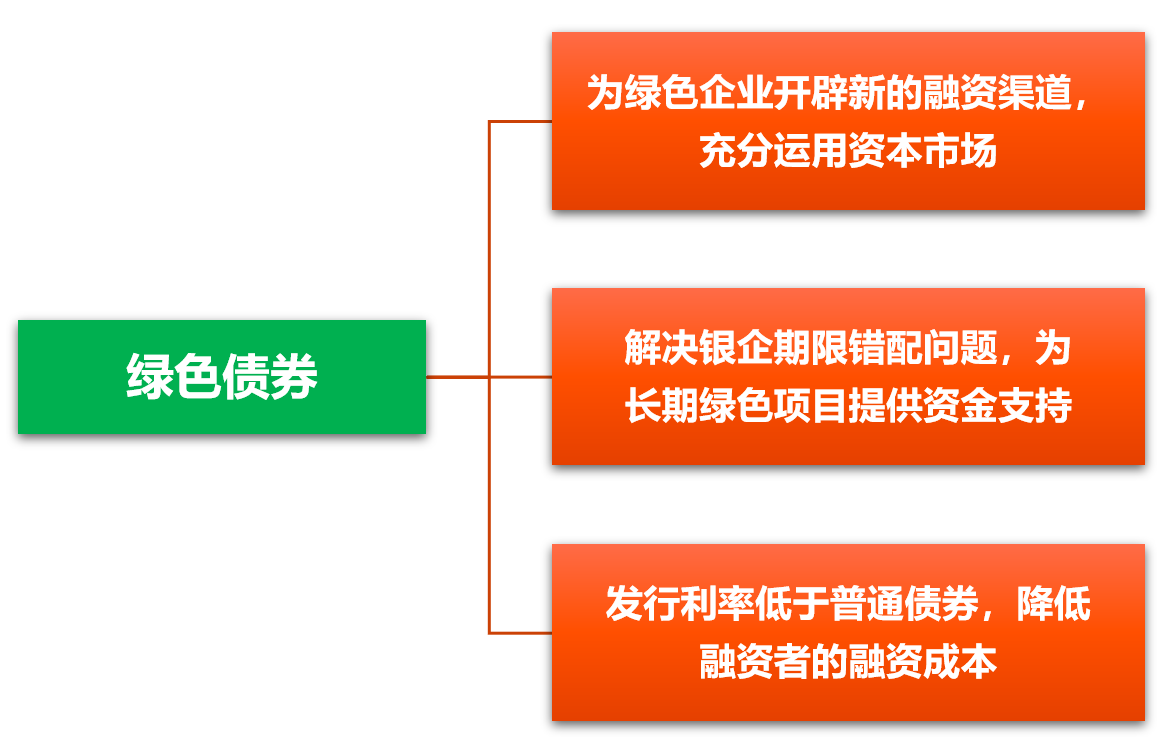 绿色债券
为绿色企业开辟新的融资渠道，
充分运用资本市场
解决银企期限错配问题，为
长期绿色项目提供资金支持
发行利率低于普通债券，降低
融资者的融资成本